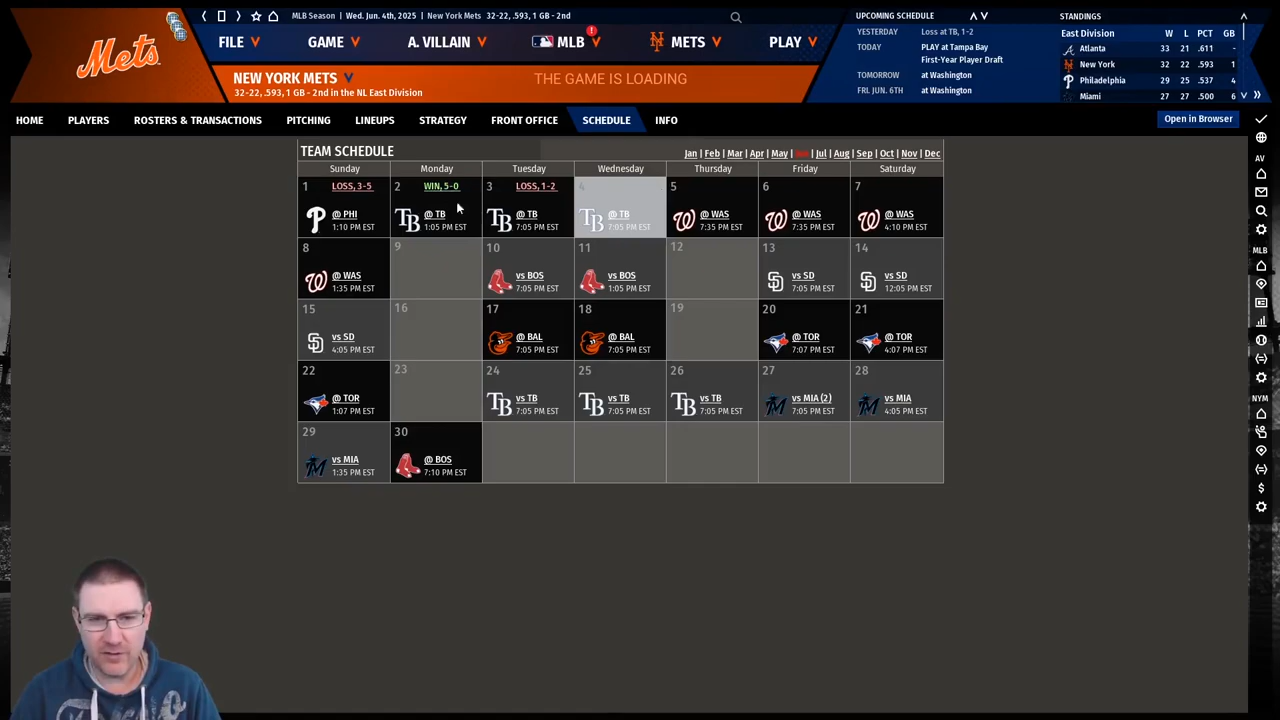 MLB Season | Wed. Jun. 4th, 2025 | New York Mets 32-22, .593, 1 GB - 2nd
Mets
FILE GAME A. VILLAIN MLB METS PLAY
NEW YORK METS
32-22, .593, 1 GB - 2nd in the NL East Division
THE GAME IS LOADING
UPCOMING SCHEDULE
YESTERDAY Loss at TB, 1-2
TODAY PLAY at Tampa Bay
First-Year Player Draft
TOMORROW at Washington
FRI. JUN. 6TH at Washington
STANDINGS
East Division W L PCT GB
Atlanta 33 21 .611 -
New York 32 22 .593 1
Philadelphia 29 25 .537 4
Miami 27 27 .500 6
HOME PLAYERS ROSTERS & TRANSACTIONS PITCHING LINEUPS STRATEGY FRONT OFFICE SCHEDULE INFO
Open in Browser
TEAM SCHEDULE
Jan | Feb | Mar | Apr | May | Jun | Jul | Aug | Sep | Oct | Nov | Dec
Sunday Monday Tuesday Wednesday Thursday Friday Saturday
1 LOSS, 3-5 2 WIN, 5-0 3 LOSS, 1-2 4 5 6 7
@ PHI @ TB @ TB @ TB @ WAS @ WAS @ WAS
1:10 PM EST 1:05 PM EST 7:05 PM EST 7:05 PM EST 7:35 PM EST 7:35 PM EST 4:10 PM EST
8 9 10 11 12 13 14
@ WAS vs BOS vs BOS vs SD vs SD
1:35 PM EST 7:05 PM EST 1:05 PM EST 7:05 PM EST 12:05 PM EST
15 16 17 18 19 20 21
vs SD @ BAL @ BAL @ TOR @ TOR
4:05 PM EST 7:05 PM EST 7:05 PM EST 7:07 PM EST 4:07 PM EST
22 23 24 25 26 27 28
@ TOR vs TB vs TB vs TB vs MIA (2) vs MIA
1:07 PM EST 7:05 PM EST 7:05 PM EST 7:05 PM EST 7:05 PM EST 4:05 PM EST
29 30
vs MIA @ BOS
1:35 PM EST 7:10 PM EST
AV
MLB
NYM